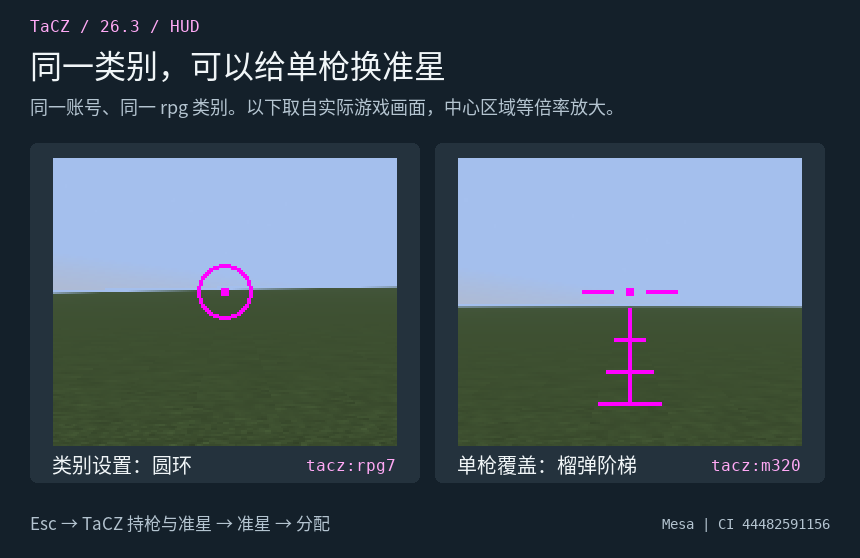 TaCZ / 26.3 / HUD
同一类别，可以给单枪换准星
同一账号、同一 rpg 类别。以下取自实际游戏画面，中心区域等倍率放大。
类别设置：圆环
tacz:rpg7
单枪覆盖：榴弹阶梯
tacz:m320
Esc → TaCZ 持枪与准星 → 准星 → 分配
Mesa | CI 44482591156